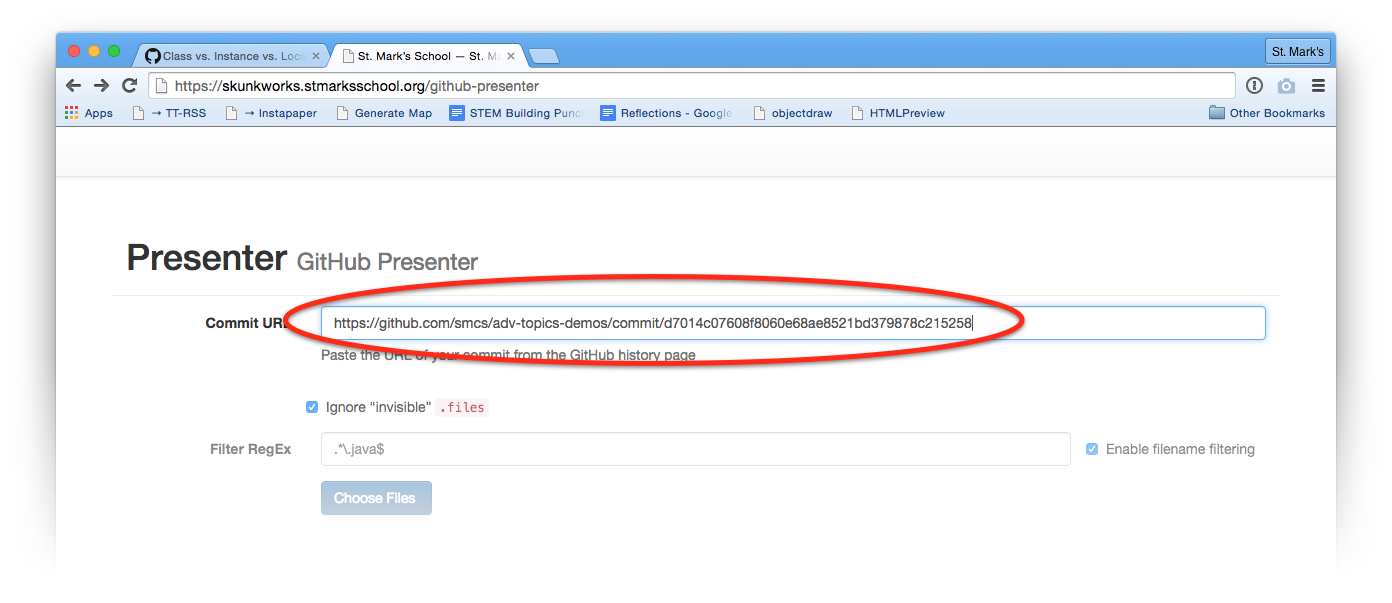 Class vs. Instance vs. Loca
St. Mark's School — St. Ma
St. Mark's
https://skunkworks.stmarksschool.org/github-presenter
Apps → TT-RSS → Instapaper Generate Map STEM Building Punc Reflections - Google objectdraw HTMLPreview Other Bookmarks
Presenter GitHub Presenter
Commit URL https://github.com/smcs/adv-topics-demos/commit/d7014c07608f8060e68ae8521bd379878c215258
Paste the URL of your commit from the GitHub history page
Ignore “invisible” .files
Filter RegEx .*\.java$ Enable filename filtering
Choose Files